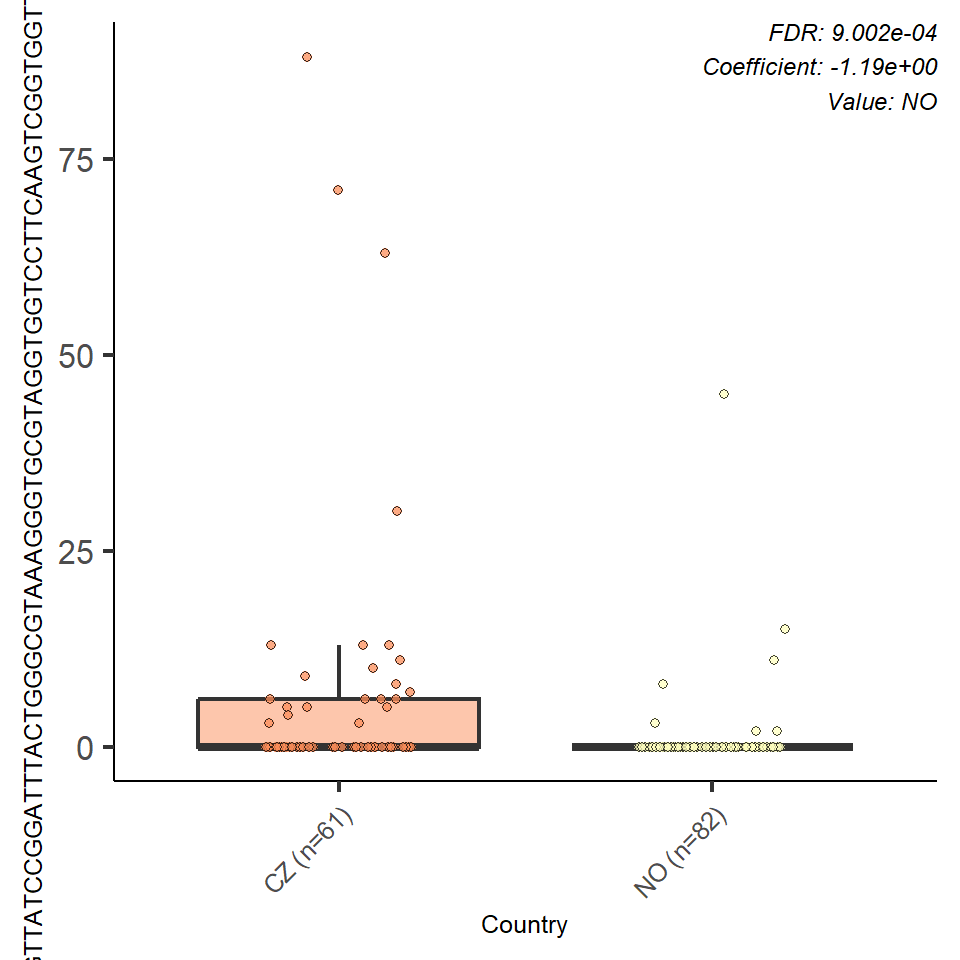 FDR: 9.002e-04
Coefficient: -1.19e+00
Value: NO
GTTATCCGGATTTACTGGGCGTAAAGGGTGCGTAGGTGGTCCTTCAAGTCGGTGGTT
75
50
25
0
CZ (n=61)
NO (n=82)
Country